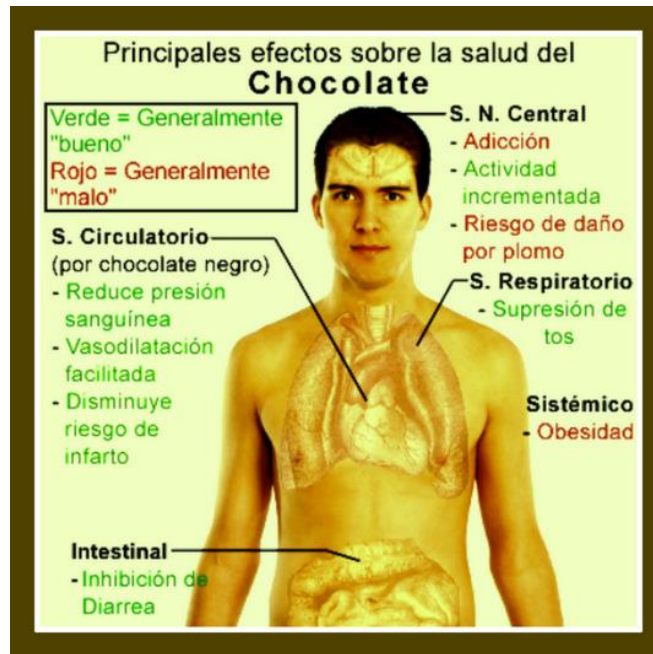 Principales efectos sobre la salud del
Chocolate
Verde = Generalmente
"bueno"
Rojo = Generalmente
"malo"
S. N. Central
- Adicción
- Actividad
incrementada
- Riesgo de daño
por plomo
S. Circulatorio
(por chocolate negro)
- Reduce presión
sanguínea
- Vasodilatación
facilitada
- Disminuye
riesgo de
infarto
S. Respiratorio
- Supresión de
tos
Sistémico
- Obesidad
Intestinal
- Inhibición de
Diarrea